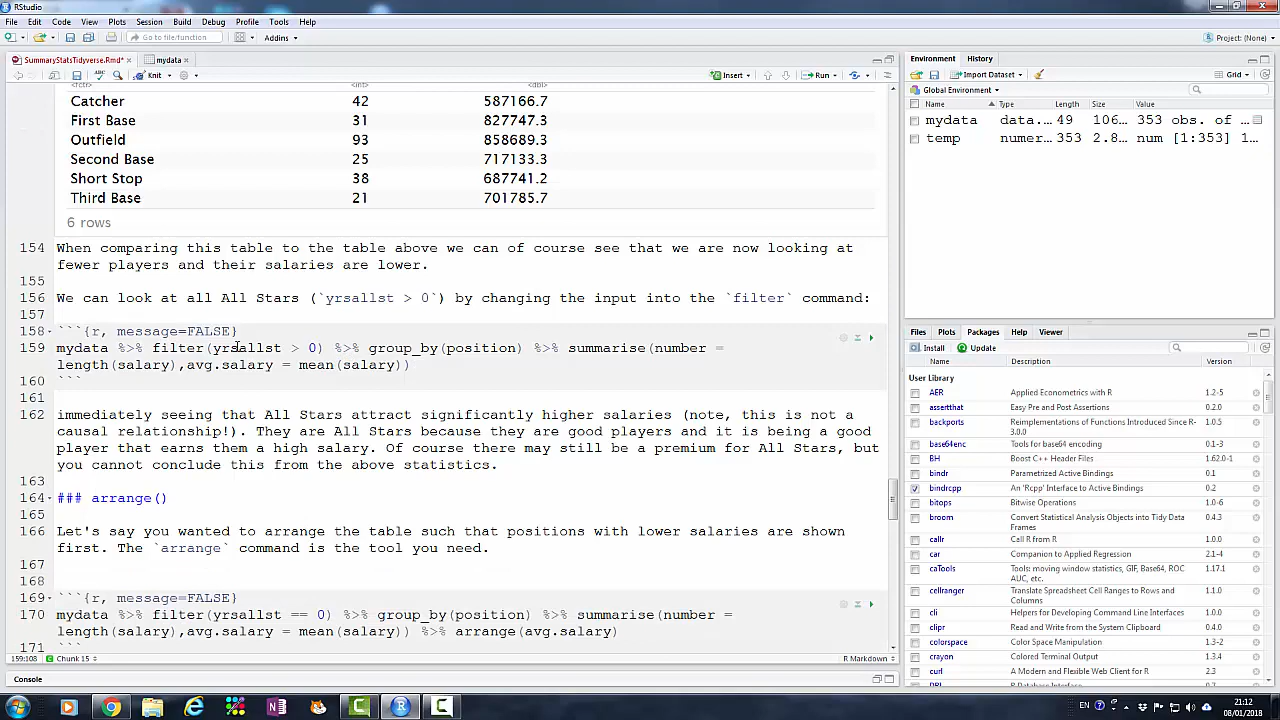 RStudio
File Edit Code View Plots Session Build Debug Profile Tools Help
Go to file/function Addins Project: (None)
SummaryStatsTidyverse.Rmd* mydata
Knit Insert Run
<fctr> <int> <dbl>
Catcher 42 587166.7
First Base 31 827747.3
Outfield 93 858689.3
Second Base 25 717133.3
Short Stop 38 687741.2
Third Base 21 701785.7
6 rows
154 When comparing this table to the table above we can of course see that we are now looking at
fewer players and their salaries are lower.
155
156 We can look at all All Stars (`yrsallst > 0`) by changing the input into the `filter` command:
157
158 ```{r, message=FALSE}
159 mydata %>% filter(yrsallst > 0) %>% group_by(position) %>% summarise(number =
length(salary),avg.salary = mean(salary))
160 ```
161
162 immediately seeing that All Stars attract significantly higher salaries (note, this is not a
causal relationship!). They are All Stars because they are good players and it is being a good
player that earns them a high salary. Of course there may still be a premium for All Stars, but
you cannot conclude this from the above statistics.
163
164 ### arrange()
165
166 Let's say you wanted to arrange the table such that positions with lower salaries are shown
first. The `arrange` command is the tool you need.
167
168
169 ```{r, message=FALSE}
170 mydata %>% filter(yrsallst == 0) %>% group_by(position) %>% summarise(number =
length(salary),avg.salary = mean(salary)) %>% arrange(avg.salary)
171 ```
159:108 Chunk 15 R Markdown
Console
Environment History
Import Dataset Grid
Global Environment
Name Type Length Size Value
mydata data.… 49 106… 353 obs. of …
temp numer… 353 2.8… num [1:353] 1…
Files Plots Packages Help Viewer
Install Update
Name Description Version
User Library
AER Applied Econometrics with R 1.2-5
assertthat Easy Pre and Post Assertions 0.2.0
backports Reimplementations of Functions Introduced Since R-3.0.0 1.0.5
base64enc Tools for base64 encoding 0.1-3
BH Boost C++ Header Files 1.62.0-1
bindr Parametrized Active Bindings 0.1
bindrcpp An 'Rcpp' Interface to Active Bindings 0.2
bitops Bitwise Operations 1.0-6
broom Convert Statistical Analysis Objects into Tidy Data Frames 0.4.3
callr Call R from R 1.0.0
car Companion to Applied Regression 2.1-4
caTools Tools: moving window statistics, GIF, Base64, ROC AUC, etc. 1.17.1
cellranger Translate Spreadsheet Cell Ranges to Rows and Columns 1.1.0
cli Helpers for Developing Command Line Interfaces 1.0.0
clipr Read and Write from the System Clipboard 0.4.0
colorspace Color Space Manipulation 1.3-2
crayon Colored Terminal Output 1.3.4
curl A Modern and Flexible Web Client for R 2.3
EN 21:12
08/01/2018